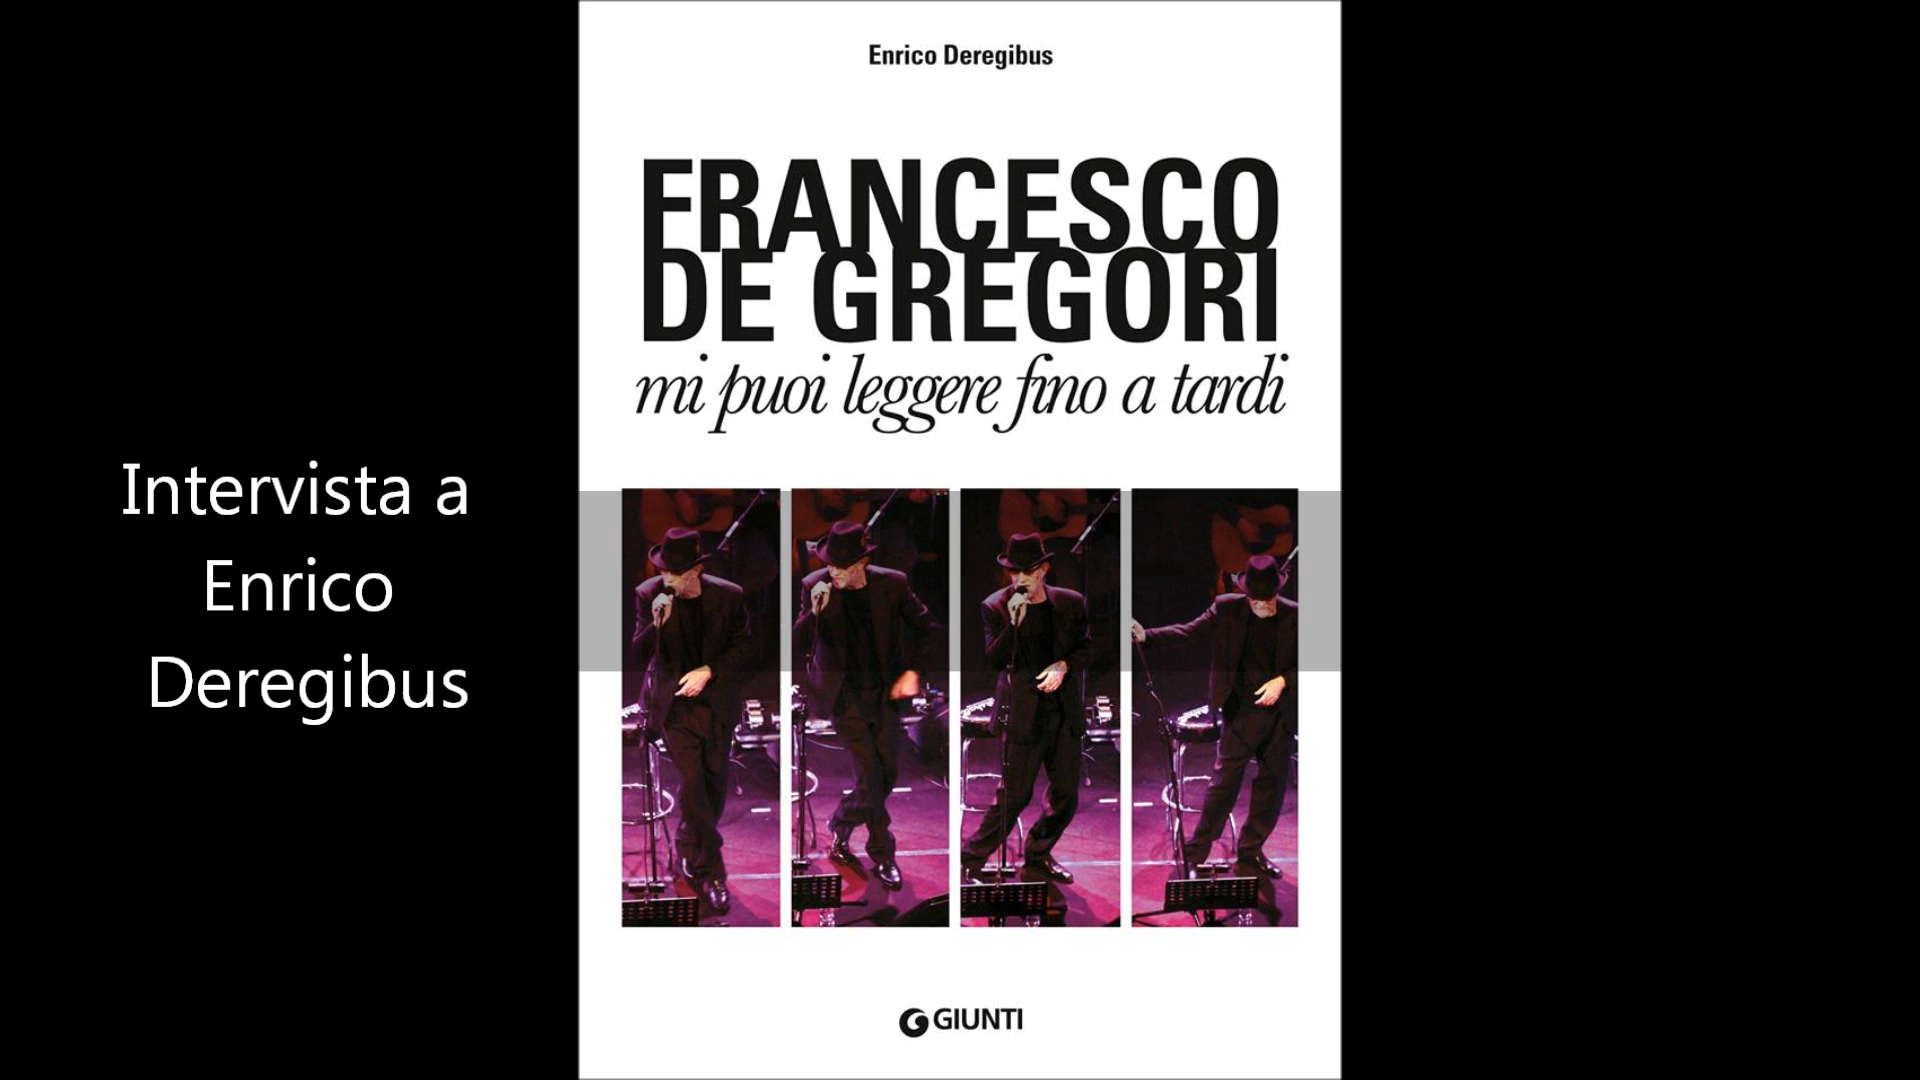 Intervista a
Enrico
Deregibus
Enrico Deregibus
FRANCESCO
DE GREGORI
mi puoi leggere fino a tardi
GIUNTI